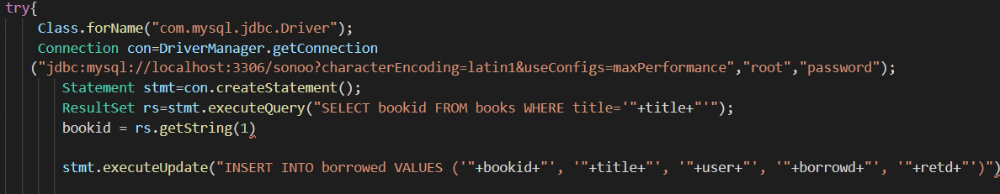 try{
Class.forName("com.mysql.jdbc.Driver");
Connection con=DriverManager.getConnection
("jdbc:mysql://localhost:3306/sonoo?characterEncoding=latin1&useConfigs=maxPerformance","root","password");
Statement stmt=con.createStatement();
ResultSet rs=stmt.executeQuery("SELECT bookid FROM books WHERE title='"+title+"'");
bookid = rs.getString(1)
stmt.executeUpdate("INSERT INTO borrowed VALUES ('"+bookid+"', '"+title+"', '"+user+"', '"+borrowd+"', '"+retd+"')")